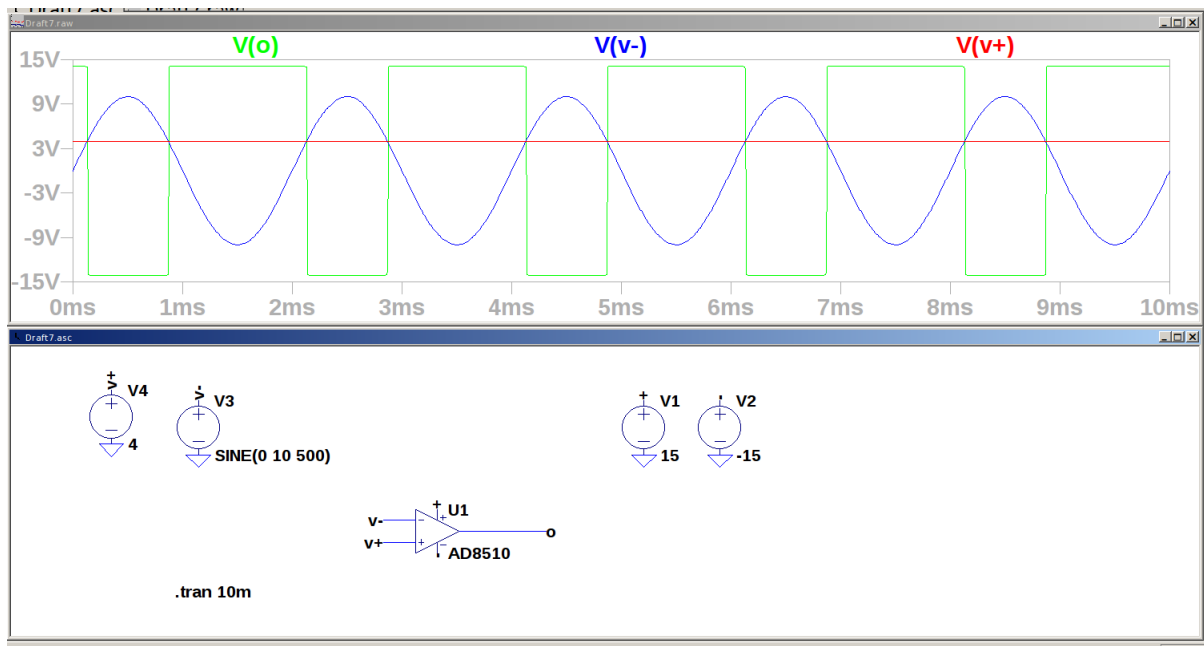 Draft7.raw
V(o) V(v-) V(v+)
15V
9V
3V
-3V
-9V
-15V
0ms 1ms 2ms 3ms 4ms 5ms 6ms 7ms 8ms 9ms 10ms
Draft7.asc
v+ V4
4
v- V3
SINE(0 10 500)
+ V1
15
- V2
-15
+ U1
v-
v+
o
- AD8510
.tran 10m